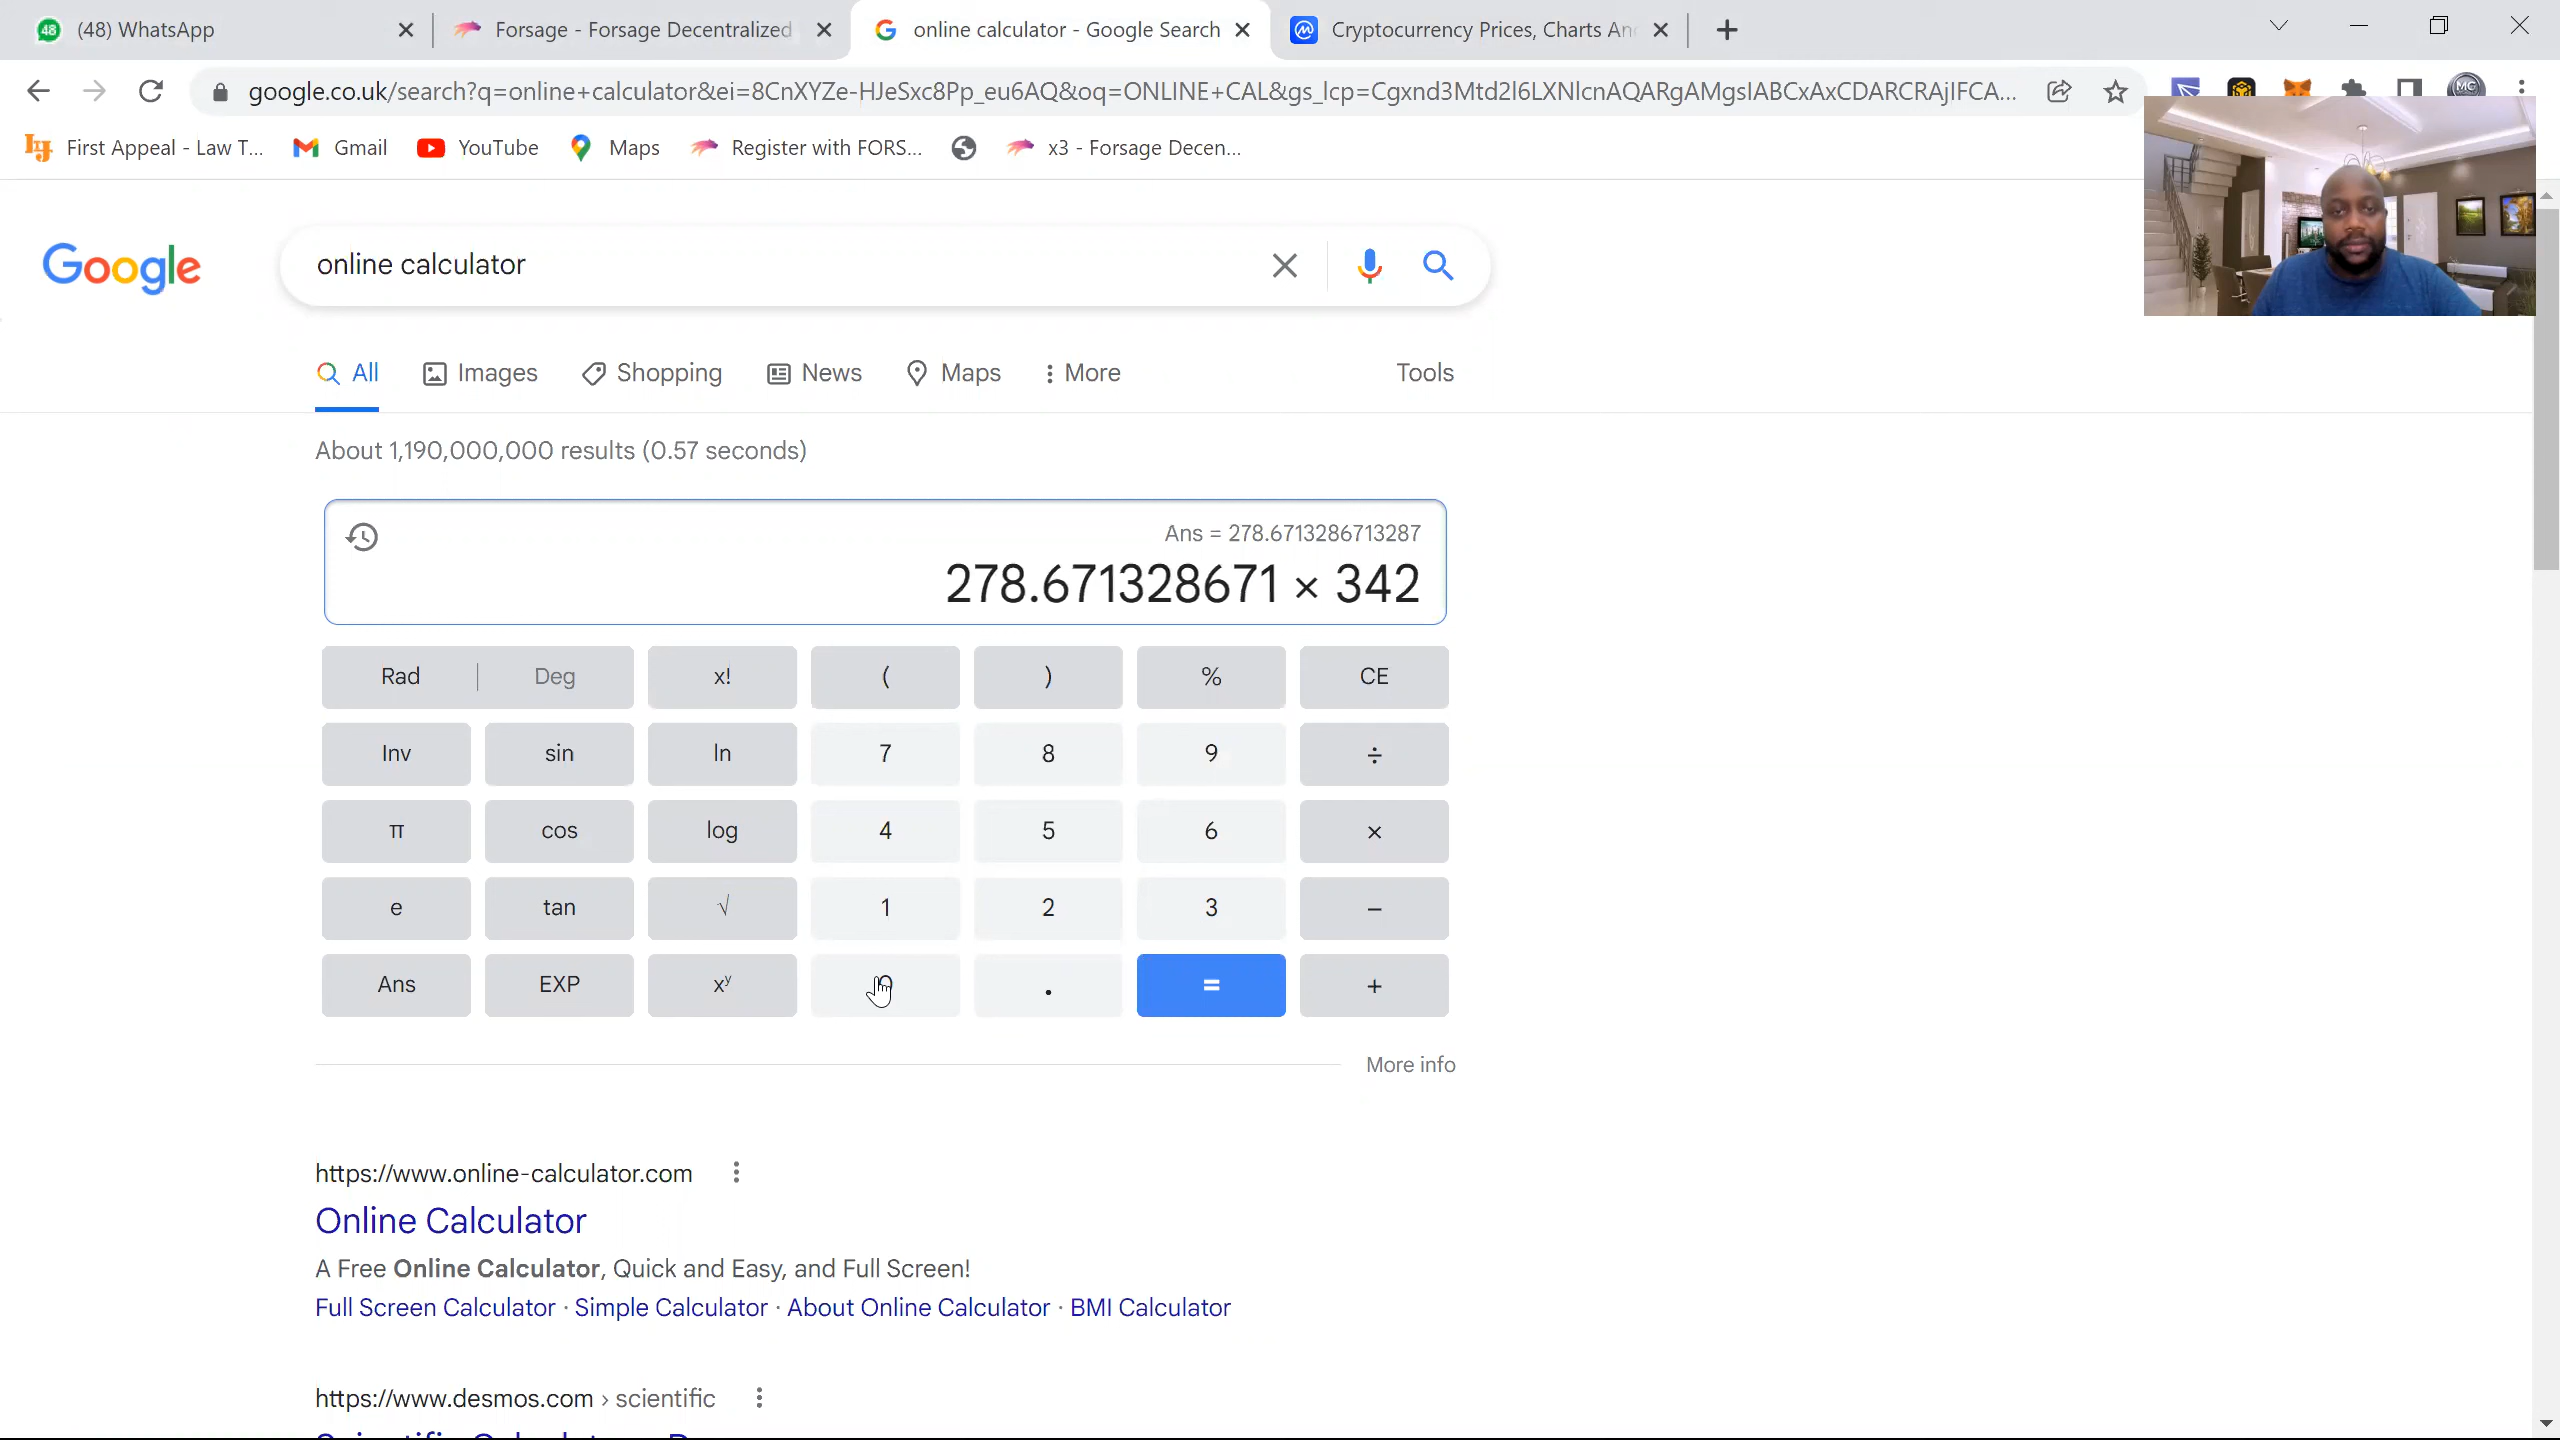 48 (48) WhatsApp
Forsage - Forsage Decentralized
online calculator - Google Search
Cryptocurrency Prices, Charts An
google.co.uk/search?q=online+calculator&ei=8CnXYZe-HJeSxc8Pp_eu6AQ&oq=ONLINE+CAL&gs_lcp=Cgxnd3Mtd2l6LXNlcnAQARgAMgsIABCxAxCDARCRAjIFCA...
MC
First Appeal - Law T...
Gmail
YouTube
Maps
Register with FORS...
x3 - Forsage Decen...
Google
online calculator
All
Images
Shopping
News
Maps
More
Tools
About 1,190,000,000 results (0.57 seconds)
Ans = 278.6713286713287
278.671328671 × 342
Rad | Deg x! ( ) % CE
Inv sin ln 7 8 9 ÷
π cos log 4 5 6 ×
e tan √ 1 2 3 −
Ans EXP xʸ 0 . = +
More info
https://www.online-calculator.com
Online Calculator
A Free Online Calculator, Quick and Easy, and Full Screen!
Full Screen Calculator · Simple Calculator · About Online Calculator · BMI Calculator
https://www.desmos.com › scientific